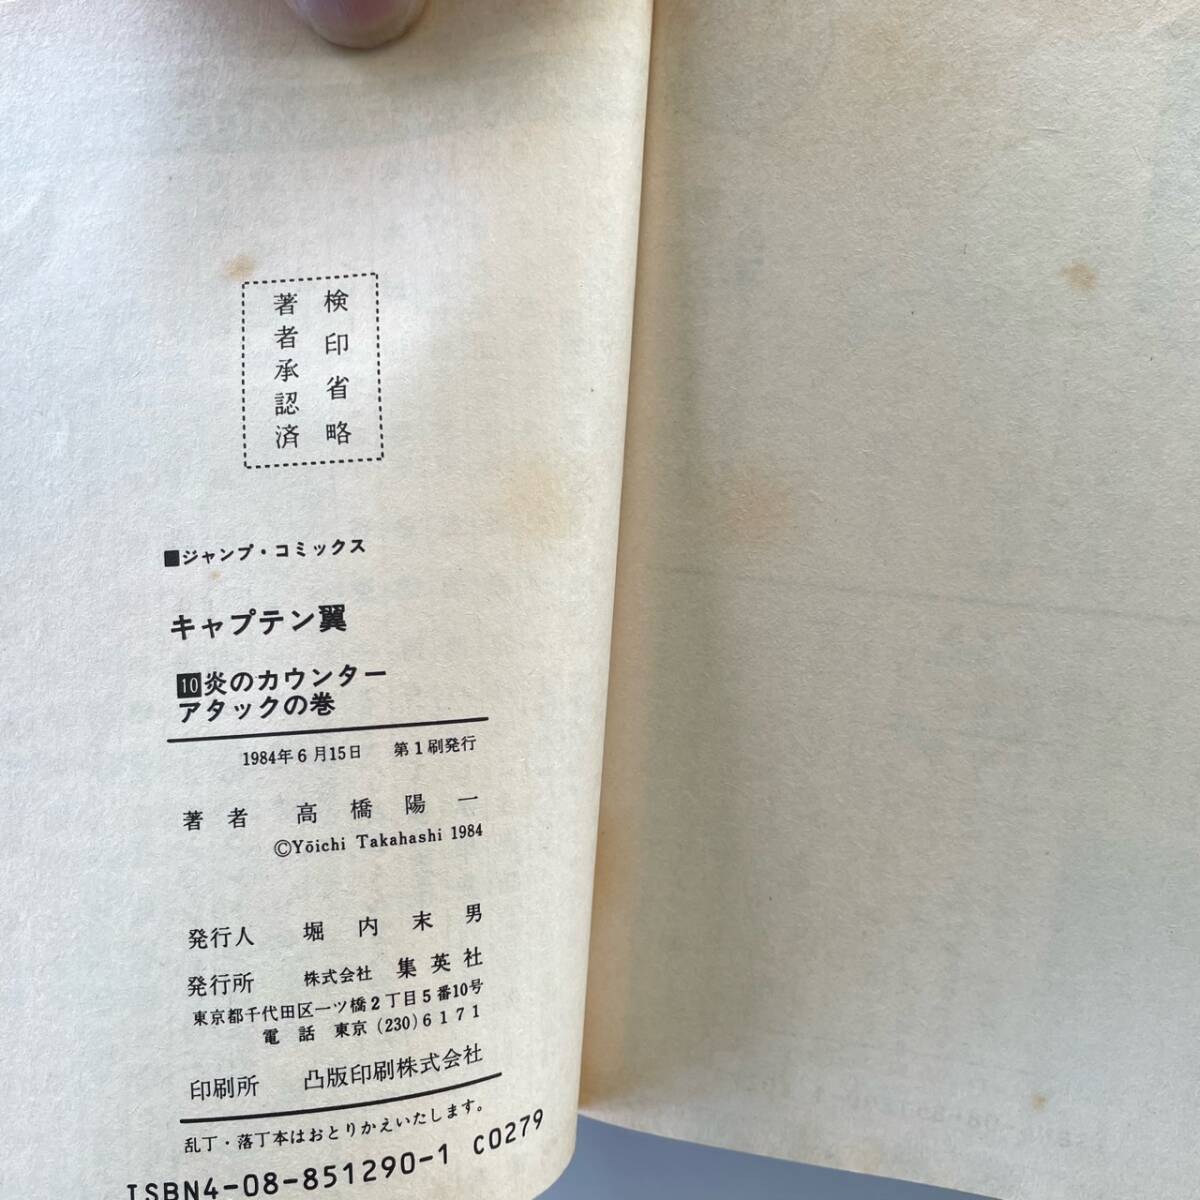 検印省略
著者承認済
■ジャンプ・コミックス
キャプテン翼
10炎のカウンター
アタックの巻
1984年6月15日 第1刷発行
著者 高橋陽一
©Yōichi Takahashi 1984
発行人 堀内末男
発行所 株式会社 集英社
東京都千代田区一ツ橋2丁目5番10号
電話 東京(230)6171
印刷所 凸版印刷株式会社
乱丁・落丁本はおとりかえいたします。
ISBN4-08-851290-1 C0279